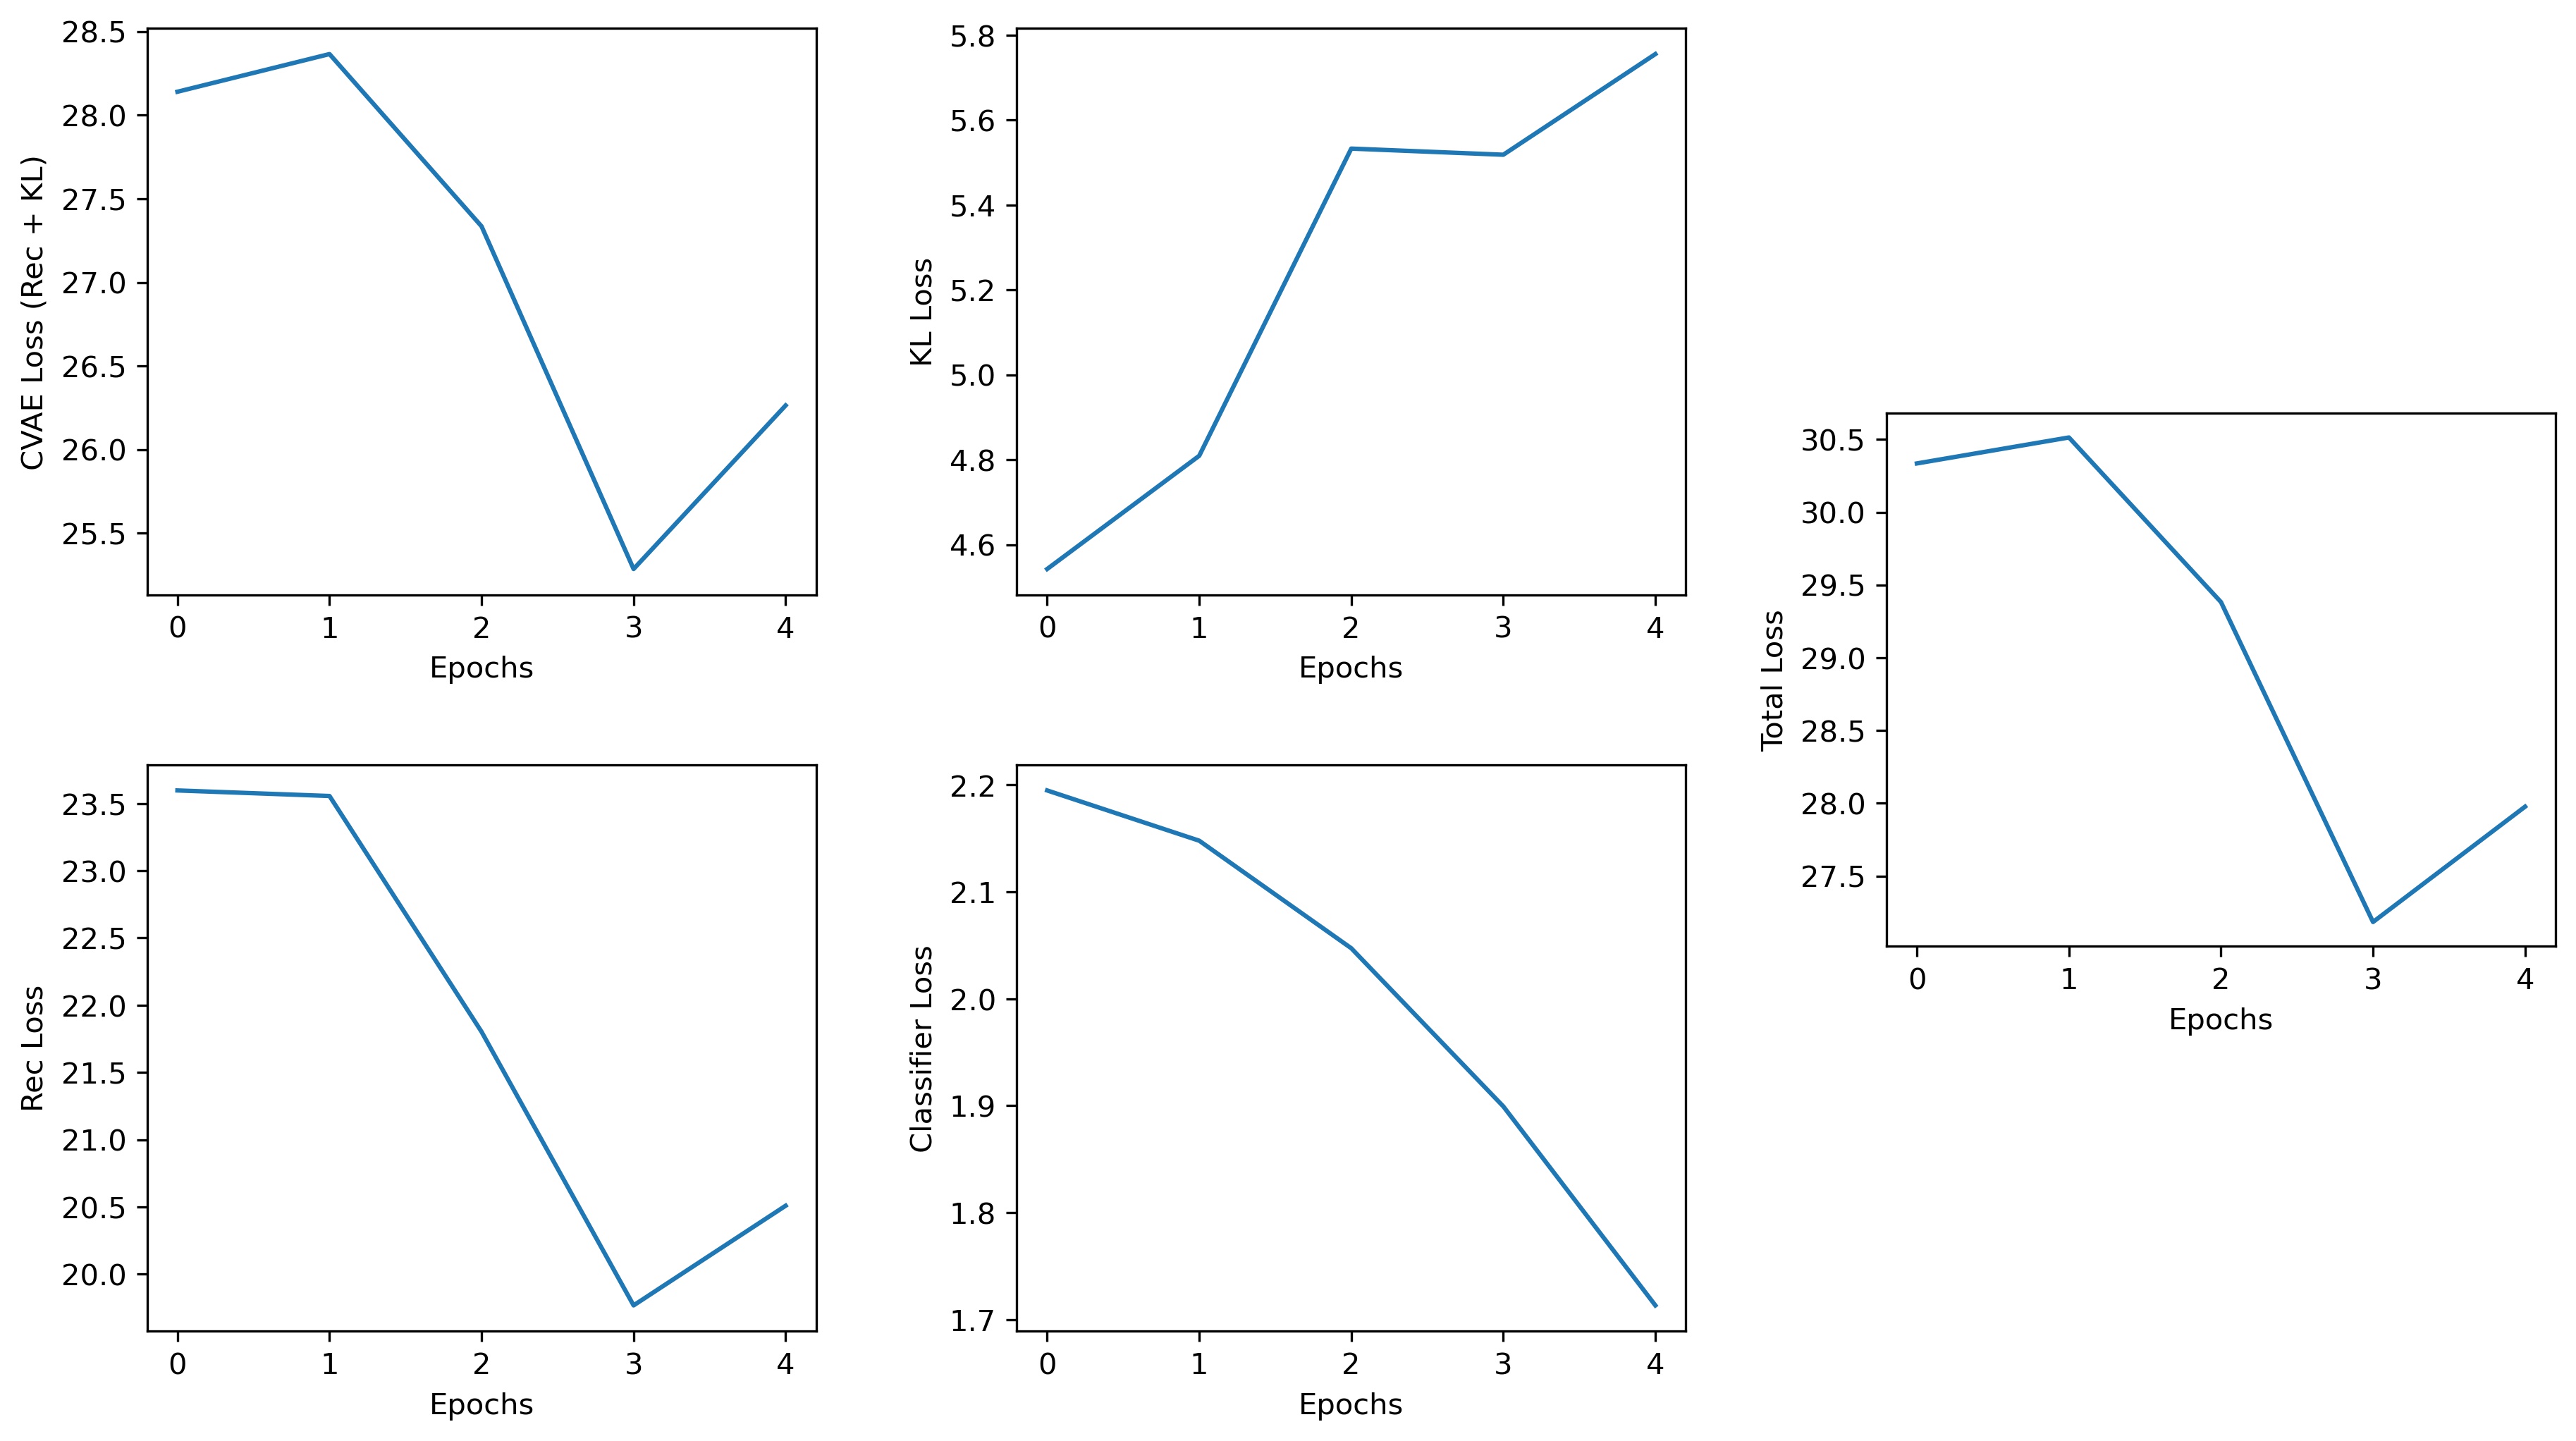 CVAE Loss (Rec + KL)
28.5
28.0
27.5
27.0
26.5
26.0
25.5
0 1 2 3 4
Epochs
KL Loss
5.8
5.6
5.4
5.2
5.0
4.8
4.6
0 1 2 3 4
Epochs
Rec Loss
23.5
23.0
22.5
22.0
21.5
21.0
20.5
20.0
0 1 2 3 4
Epochs
Classifier Loss
2.2
2.1
2.0
1.9
1.8
1.7
0 1 2 3 4
Epochs
Total Loss
30.5
30.0
29.5
29.0
28.5
28.0
27.5
0 1 2 3 4
Epochs